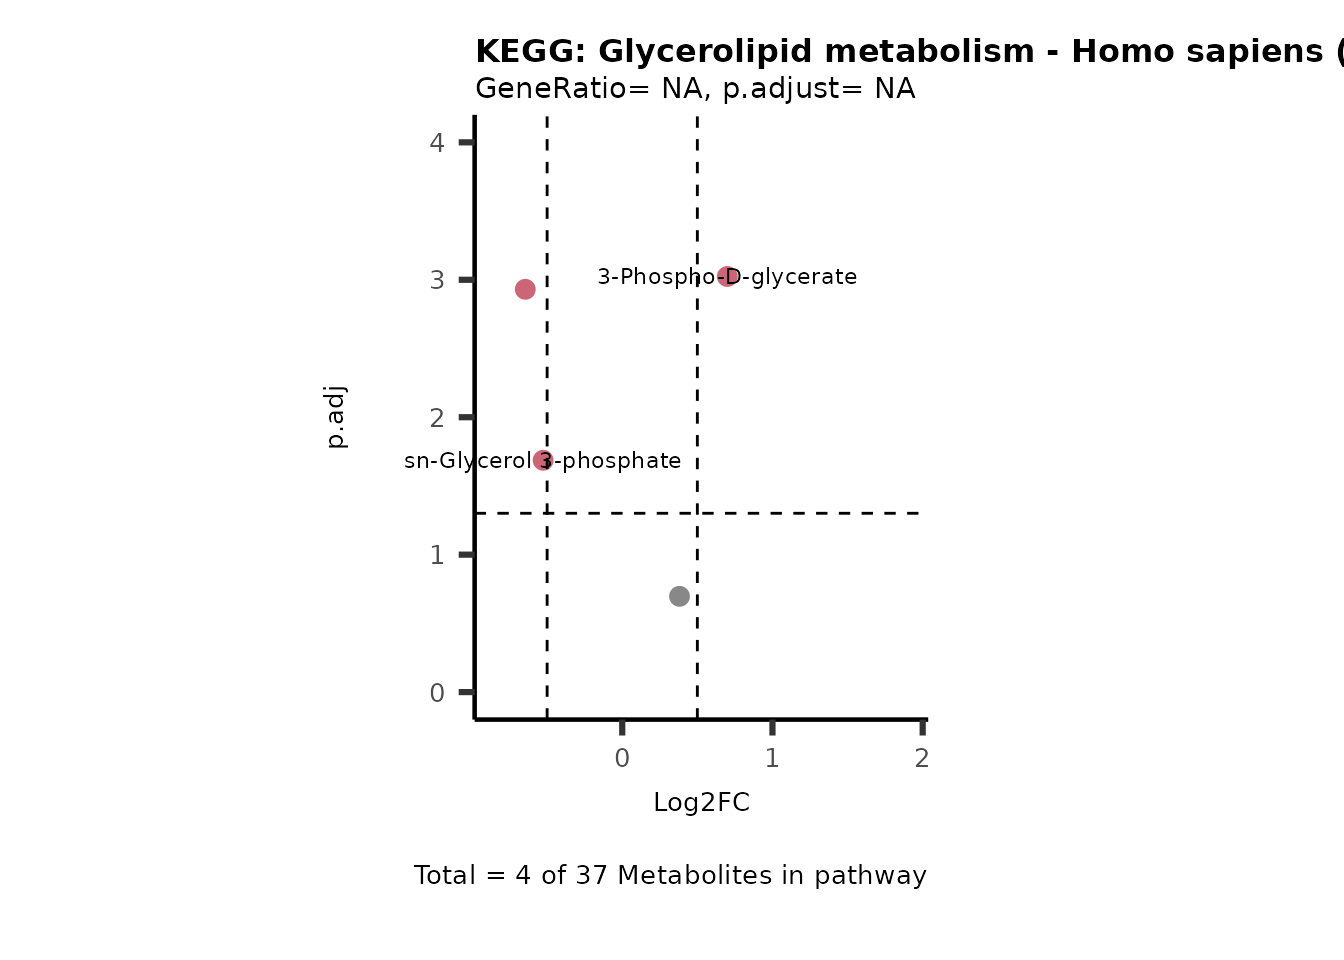 KEGG: Glycerolipid metabolism - Homo sapiens (
GeneRatio= NA, p.adjust= NA
4
3
2
1
0
p.adj
3-Phospho-D-glycerate
sn-Glycerol 3-phosphate
0 1 2
Log2FC
Total = 4 of 37 Metabolites in pathway